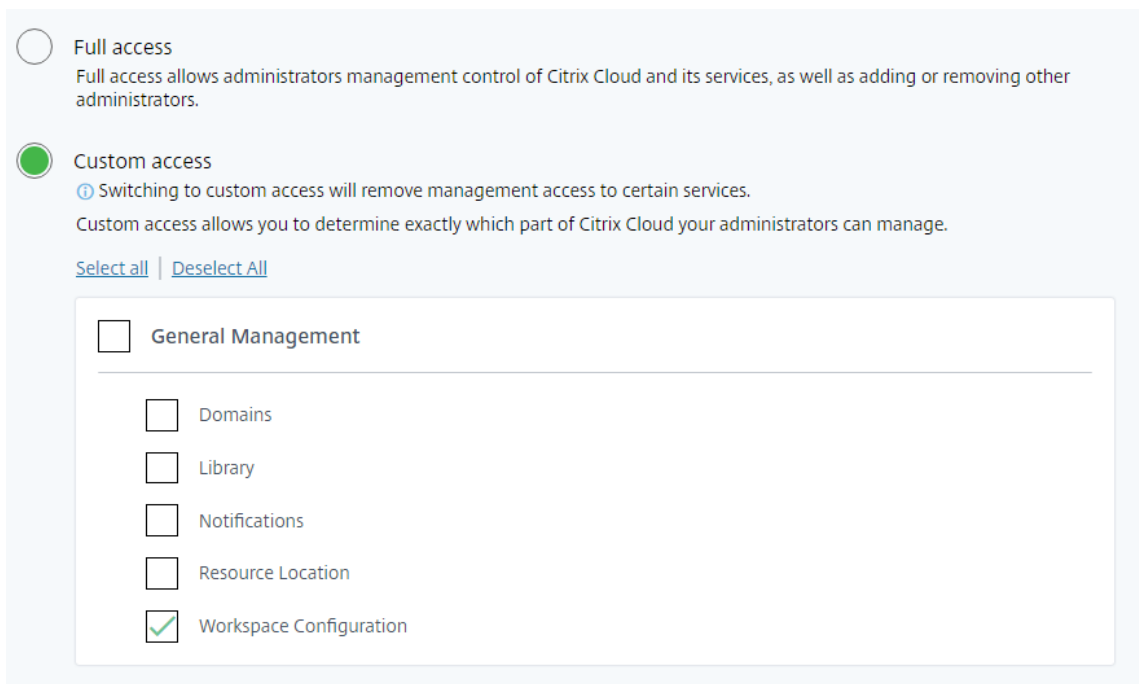 Full access
Full access allows administrators management control of Citrix Cloud and its services, as well as adding or removing other
administrators.
Custom access
Switching to custom access will remove management access to certain services.
Custom access allows you to determine exactly which part of Citrix Cloud your administrators can manage.
Select all | Deselect All
General Management
Domains
Library
Notifications
Resource Location
Workspace Configuration